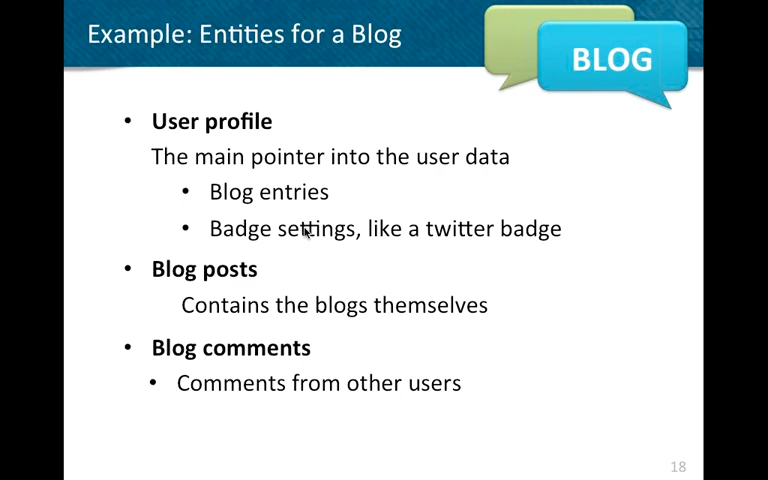 Example: Entities for a Blog
BLOG
• User profile
The main pointer into the user data
• Blog entries
• Badge settings, like a twitter badge
• Blog posts
Contains the blogs themselves
• Blog comments
• Comments from other users
18